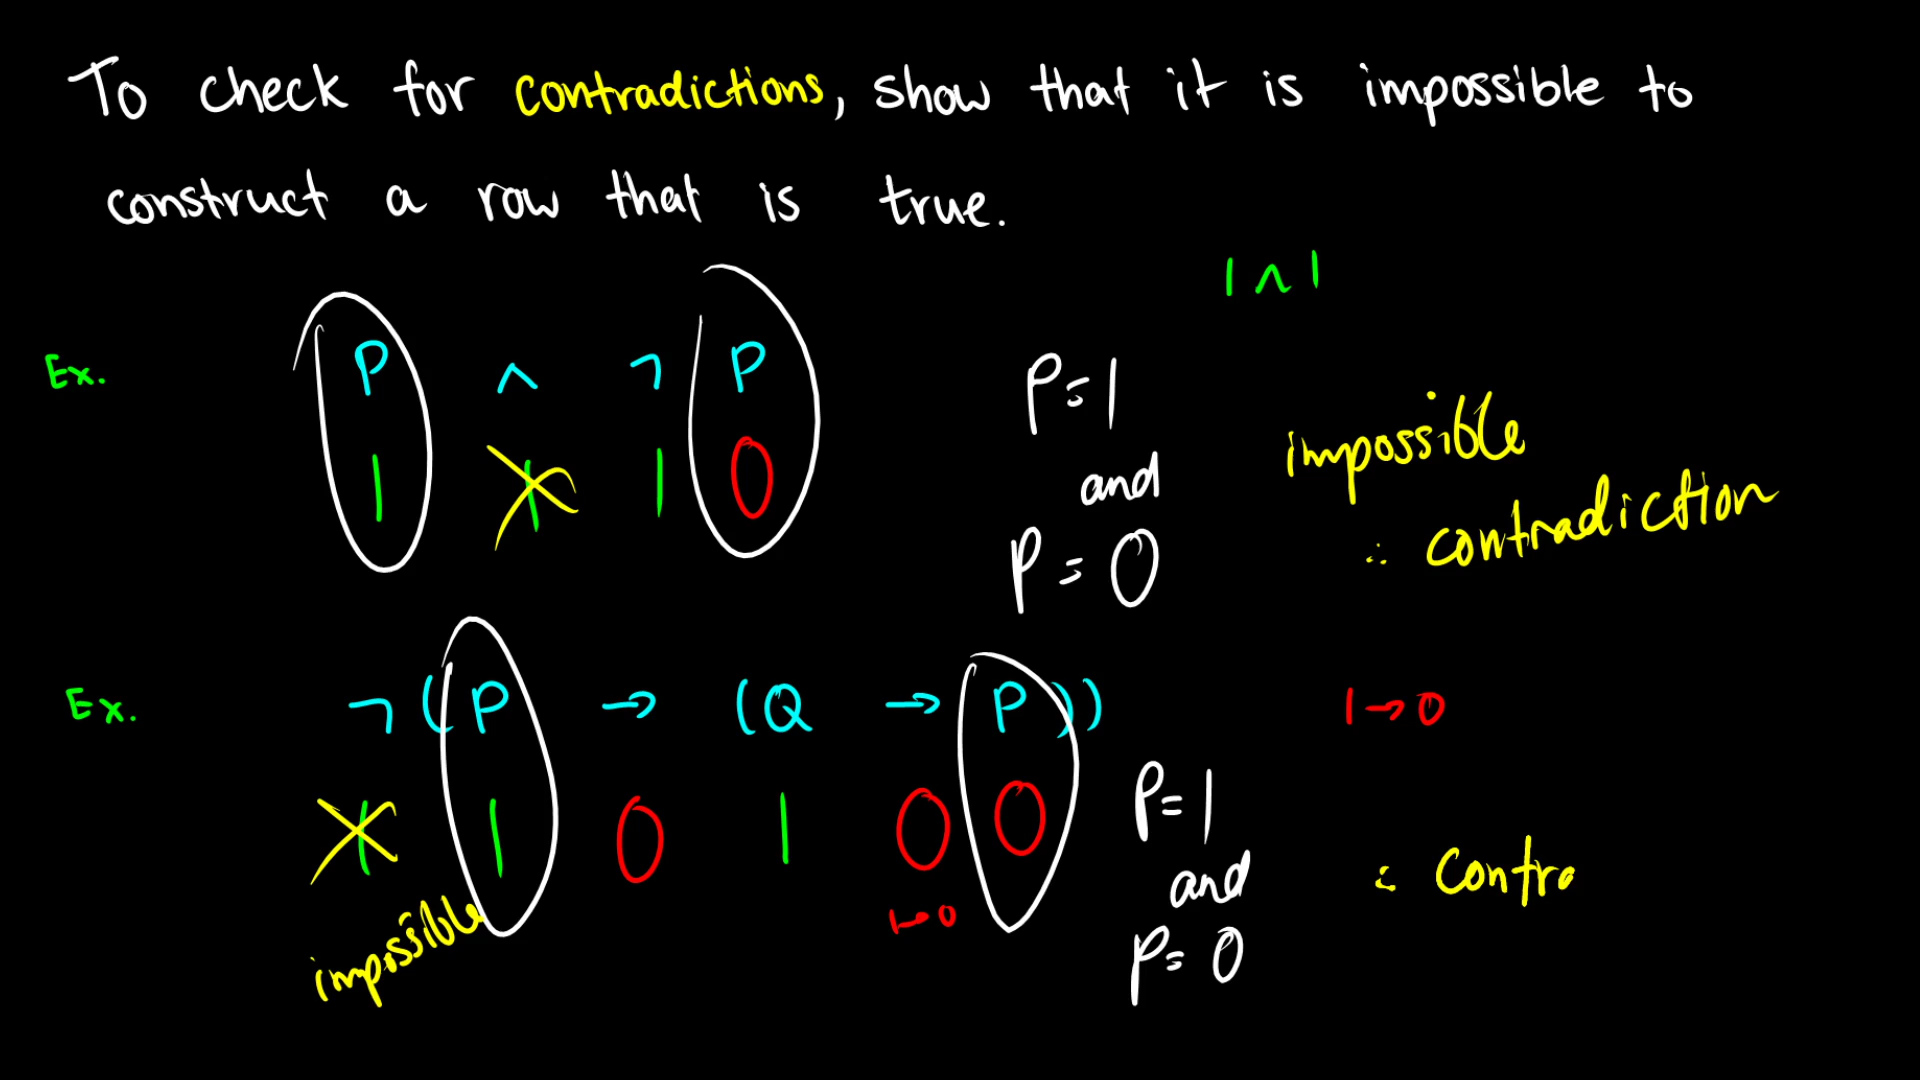 To check for contradictions, show that it is impossible to
construct a row that is true.
1 ∧ 1
Ex. P ∧ ¬ P
1 1 1 0
P = 1
and
P = 0
impossible
∴ contradiction
Ex. ¬ (P → (Q → P))
1 → 0
1 1 0 1 0 0
1 → 0
impossible
P = 1
and
P = 0
∴ contra